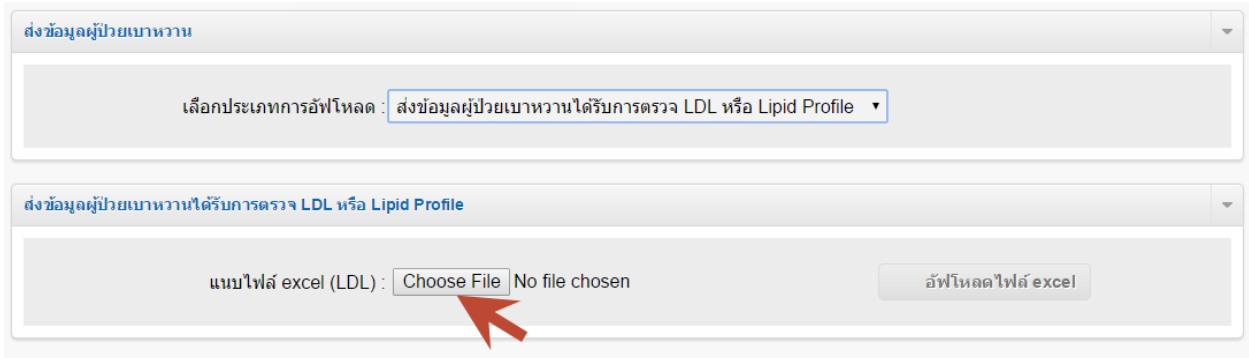 ส่งข้อมูลผู้ป่วยเบาหวาน
เลือกประเภทการอัฟโหลด : ส่งข้อมูลผู้ป่วยเบาหวานได้รับการตรวจ LDL หรือ Lipid Profile
ส่งข้อมูลผู้ป่วยเบาหวานได้รับการตรวจ LDL หรือ Lipid Profile
แนบไฟล์ excel (LDL) : Choose File No file chosen อัฟโหลดไฟล์ excel